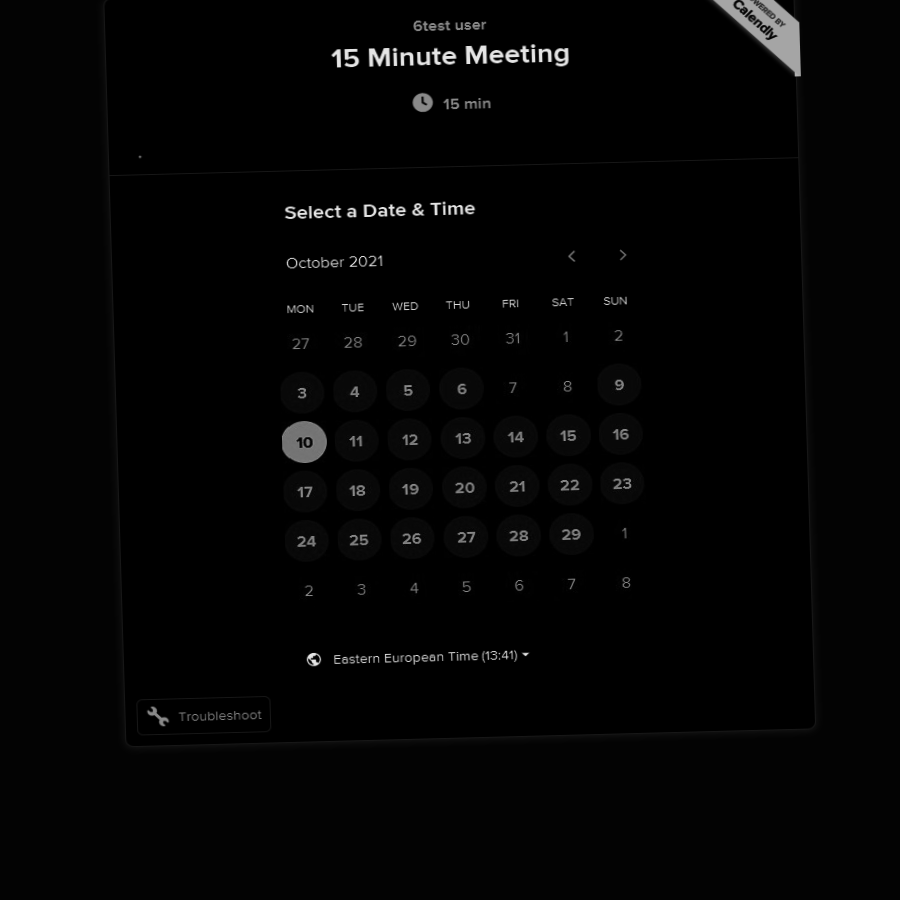 6test user
POWERED BY
Calendly
15 Minute Meeting
15 min
Select a Date & Time
October 2021
MON TUE WED THU FRI SAT SUN
27 28 29 30 31 1 2
3 4 5 6 7 8 9
10 11 12 13 14 15 16
17 18 19 20 21 22 23
24 25 26 27 28 29 1
2 3 4 5 6 7 8
Eastern European Time (13:41)
Troubleshoot